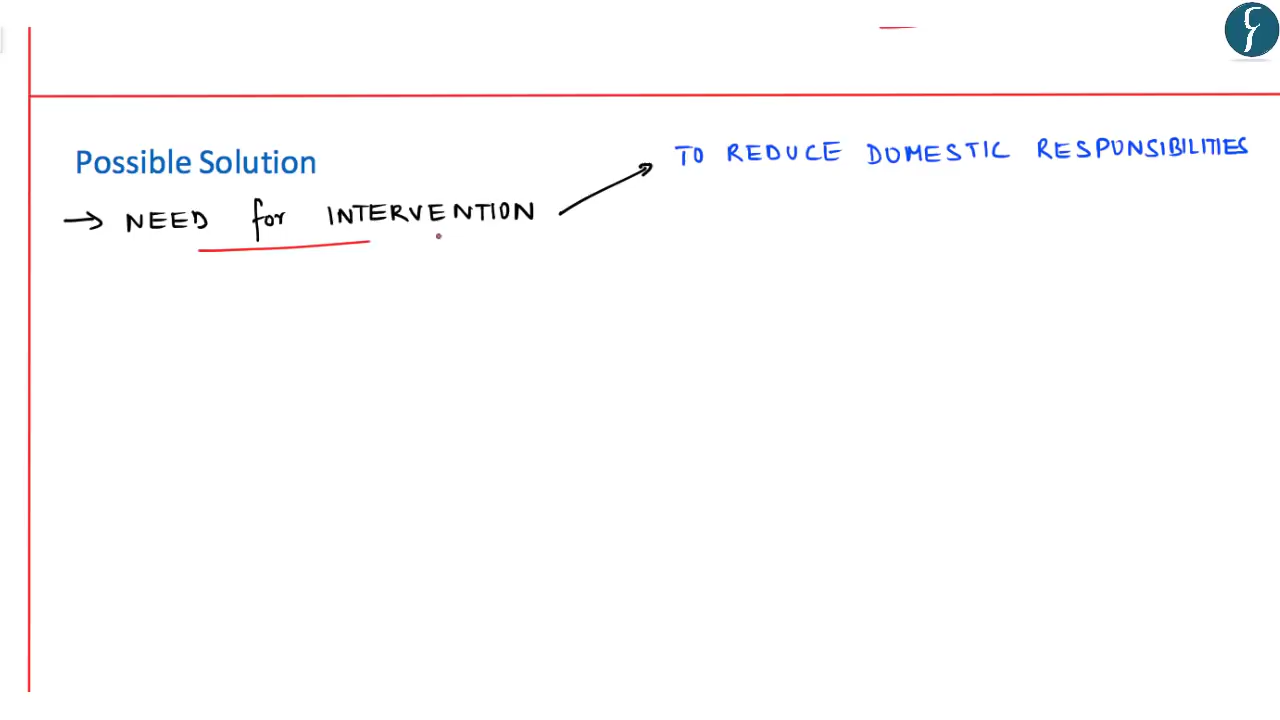 Possible Solution
TO REDUCE DOMESTIC RESPONSIBILITIES
→ NEED for INTERVENTION